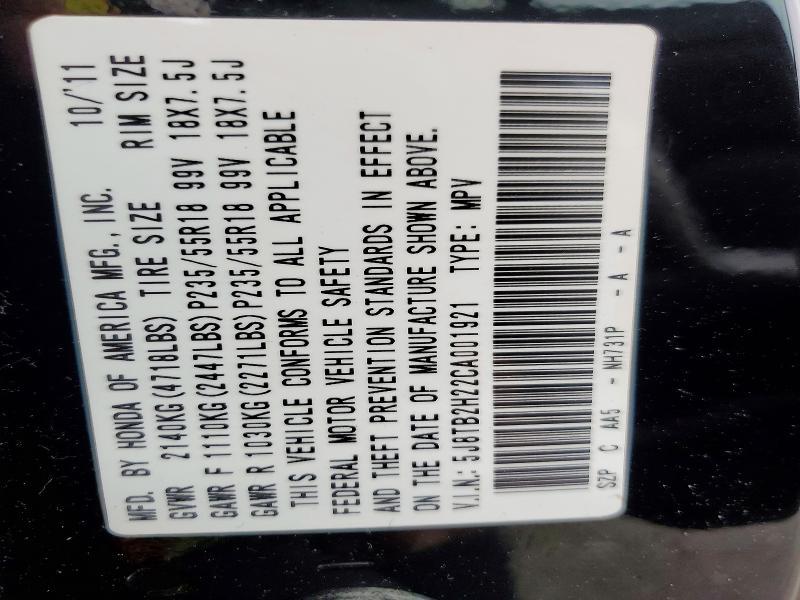 MFD. BY HONDA OF AMERICA MFG., INC. 10/'11
GVWR 2140KG(4718LBS) TIRE SIZE RIM SIZE
GAWR F 1110KG(2447LBS)P235/55R18 99V 18X7.5J
GAWR R 1030KG(2271LBS)P235/55R18 99V 18X7.5J
THIS VEHICLE CONFORMS TO ALL APPLICABLE
FEDERAL MOTOR VEHICLE SAFETY
AND THEFT PREVENTION STANDARDS IN EFFECT
ON THE DATE OF MANUFACTURE SHOWN ABOVE.
V.I.N.: 5J8TB2H22CA001921 TYPE: MPV
SZP C AA5 - NH731P - A - A